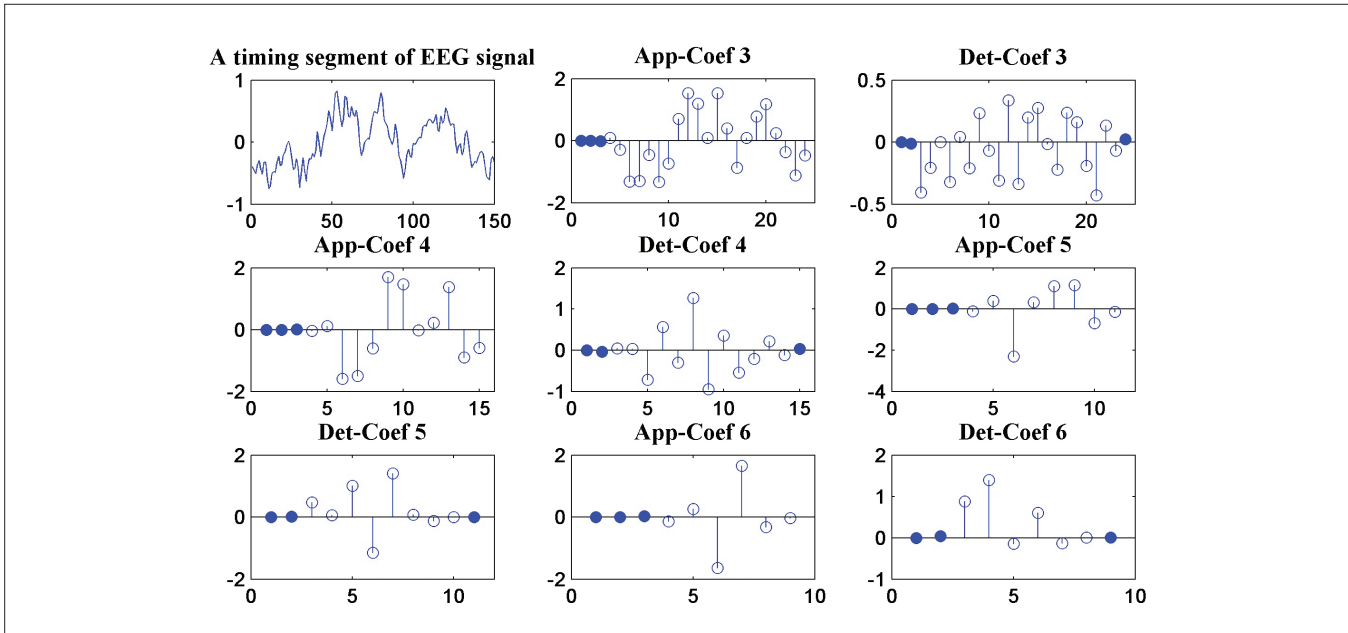 A timing segment of EEG signal
1
0
-1
0 50 100 150
App-Coef 3
2
0
-2
0 10 20
Det-Coef 3
0.5
0
-0.5
0 10 20
App-Coef 4
2
0
-2
0 5 10 15
Det-Coef 4
2
1
0
-1
0 5 10 15
App-Coef 5
2
0
-2
-4
0 5 10
Det-Coef 5
2
0
-2
0 5 10
App-Coef 6
2
0
-2
0 5 10
Det-Coef 6
2
1
0
-1
0 5 10